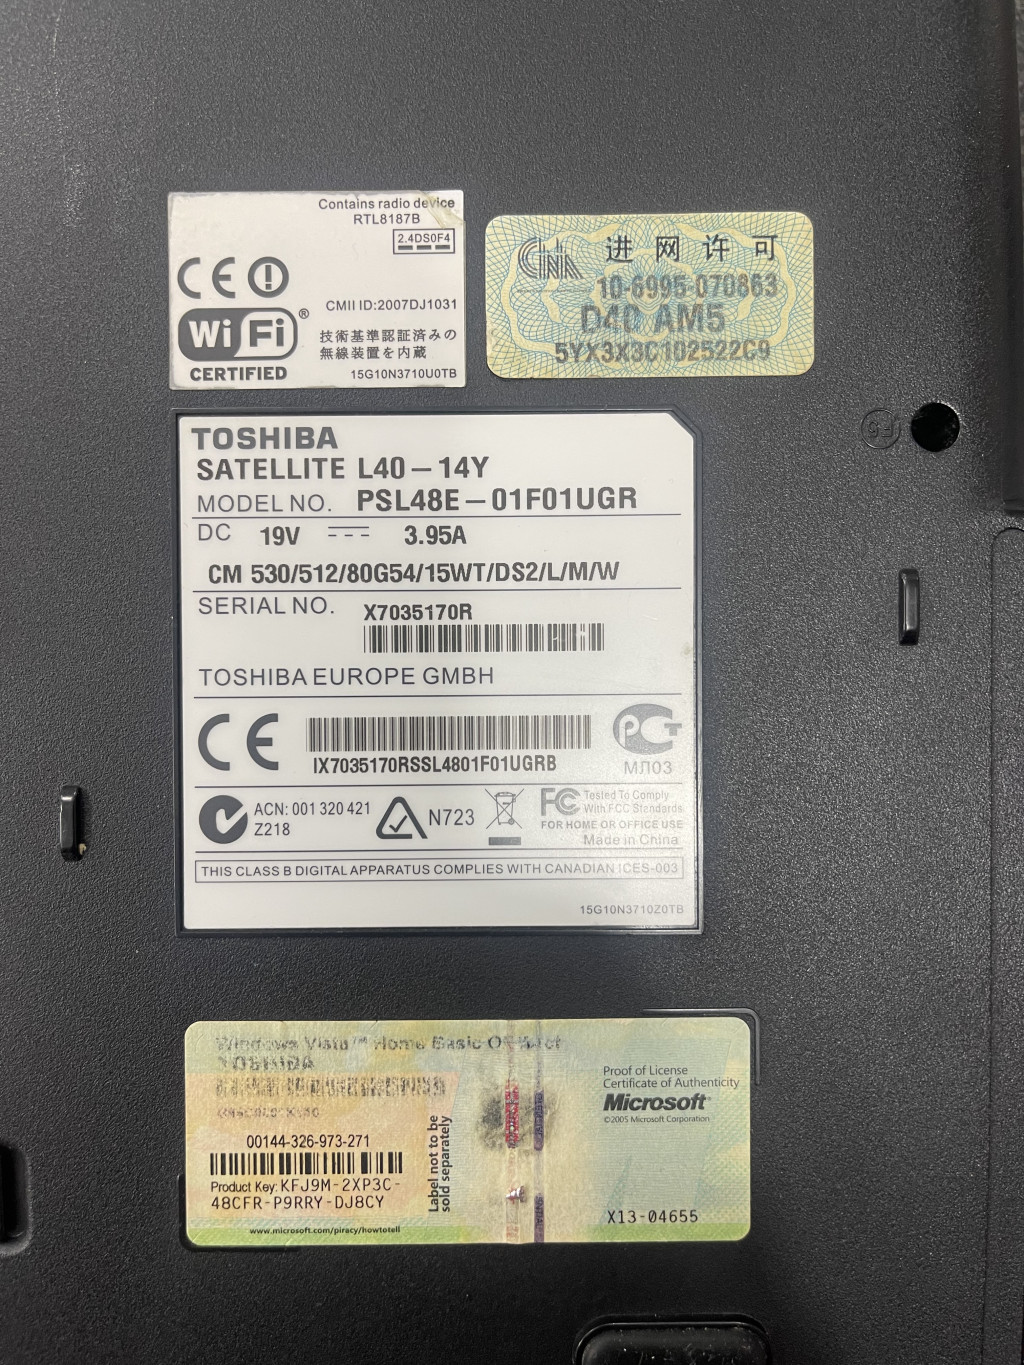 Contains radio device
RTL8187B
2.4DS0F4
CE
CMII ID:2007DJ1031
Wi Fi®
CERTIFIED
技術基準認証済みの
無線装置を内蔵
15G10N3710U0TB
进网许可
10-6995-070863
D40 AM5
5YX3X3C102522C9
TOSHIBA
SATELLITE L40-14Y
MODEL NO. PSL48E-01F01UGR
DC 19V 3.95A
CM 530/512/80G54/15WT/DS2/L/M/W
SERIAL NO. X7035170R
TOSHIBA EUROPE GMBH
CE
IX7035170RSSL4801F01UGRB
РСТ
МЛ03
ACN: 001 320 421
Z218
N723
FC Tested To Comply
With FCC Standards
FOR HOME OR OFFICE USE
Made in China
THIS CLASS B DIGITAL APPARATUS COMPLIES WITH CANADIAN ICES-003
15G10N3710Z0TB
Windows Vista™ Home Basic
TOSHIBA
00144-326-973-271
Product Key: KFJ9M-2XP3C-
48CFR-P9RRY-DJ8CY
www.microsoft.com/piracy/howtotell
Label not to be
sold separately
Proof of License
Certificate of Authenticity
Microsoft®
©2005 Microsoft Corporation
X13-04655